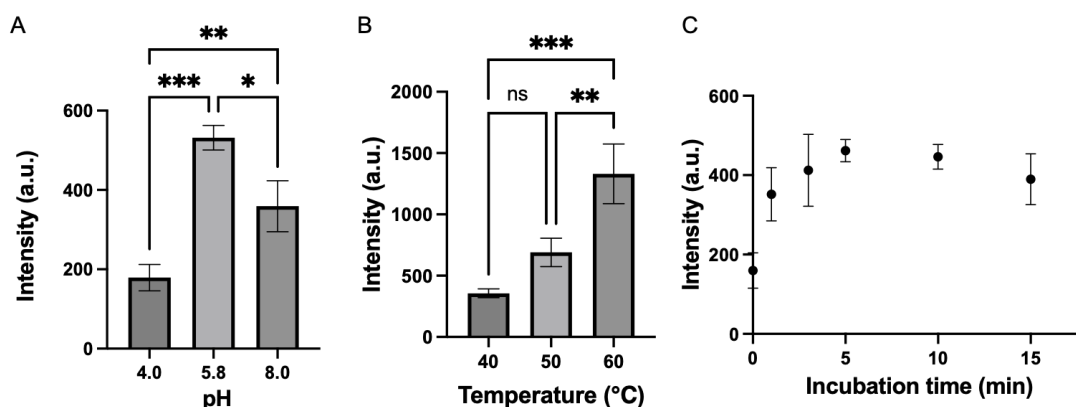 A
**
***
*
Intensity (a.u.)
600
400
200
0
4.0
5.8
8.0
pH
B
***
ns
**
Intensity (a.u.)
2000
1500
1000
500
0
40
50
60
Temperature (°C)
C
Intensity (a.u.)
600
400
200
0
0
5
10
15
Incubation time (min)